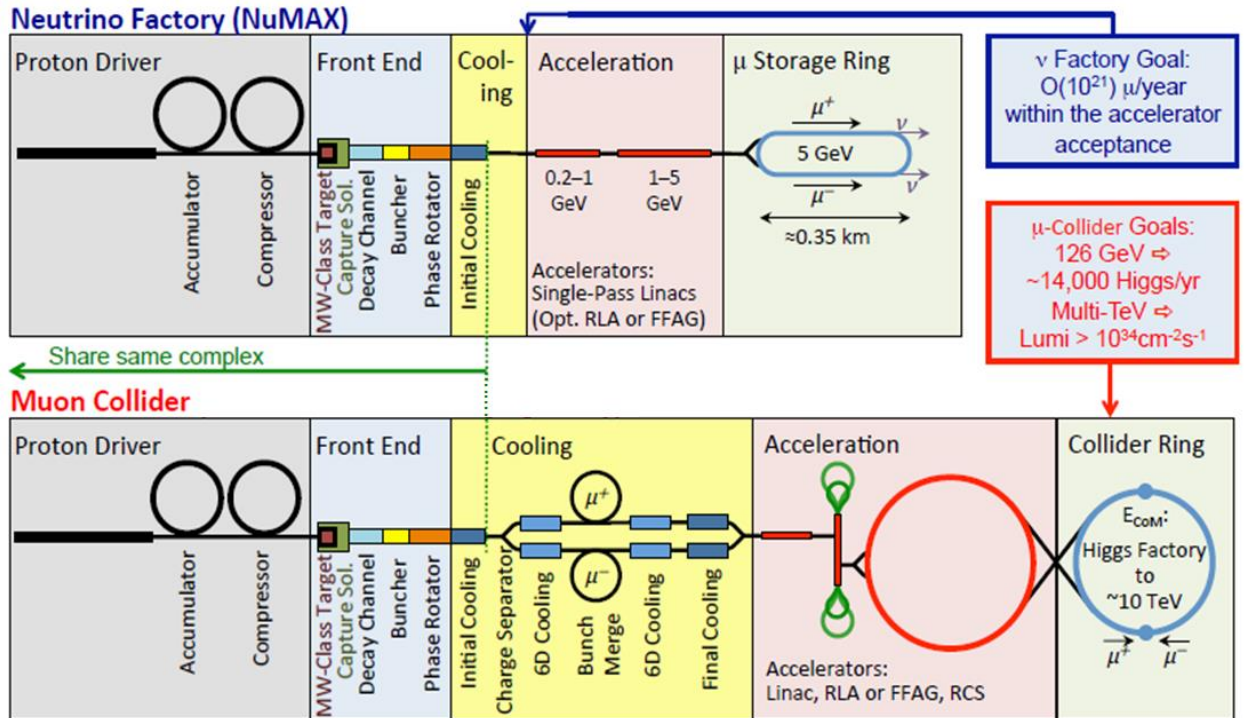 Neutrino Factory (NuMAX)
Proton Driver
Accumulator
Compressor
Front End
MW-Class Target
Capture Sol.
Decay Channel
Buncher
Phase Rotator
Cool-
ing
Initial Cooling
Acceleration
0.2–1
GeV
1–5
GeV
Accelerators:
Single-Pass Linacs
(Opt. RLA or FFAG)
μ Storage Ring
μ+
ν
5 GeV
μ−
ν
≈0.35 km
ν Factory Goal:
O(10²¹) μ/year
within the accelerator
acceptance
μ-Collider Goals:
126 GeV ⇨
~14,000 Higgs/yr
Multi-TeV ⇨
Lumi > 10³⁴cm⁻²s⁻¹
Share same complex
Muon Collider
Proton Driver
Accumulator
Compressor
Front End
MW-Class Target
Capture Sol.
Decay Channel
Buncher
Phase Rotator
Cooling
Initial Cooling
Charge Separator
μ+
μ−
6D Cooling
Bunch
Merge
6D Cooling
Final Cooling
Acceleration
Accelerators:
Linac, RLA or FFAG, RCS
Collider Ring
ECoM:
Higgs Factory
to
~10 TeV
μ+ μ−